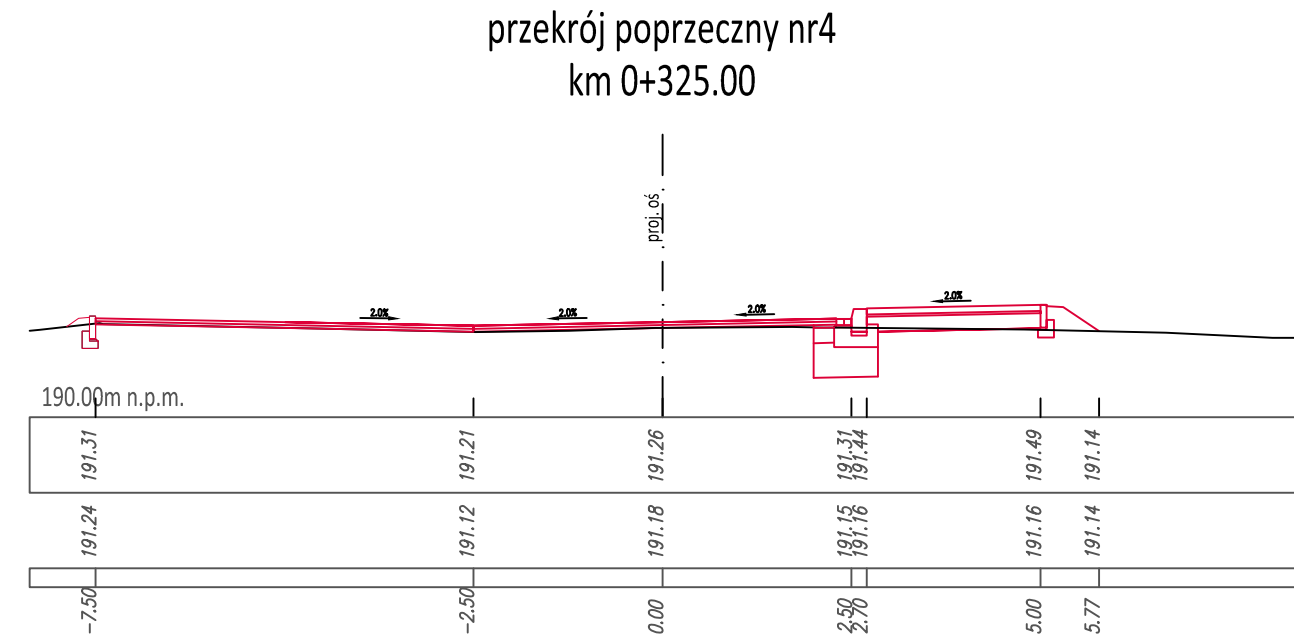 przekrój poprzeczny nr4
km 0+325.00
proj. oś
2.0%
2.0%
2.0%
2.0%
190.00m n.p.m.
191.31 191.21 191.26 191.31 191.44 191.49 191.14
191.24 191.12 191.18 191.15 191.16 191.16 191.14
-7.50 -2.50 0.00 2.50 2.70 5.00 5.77